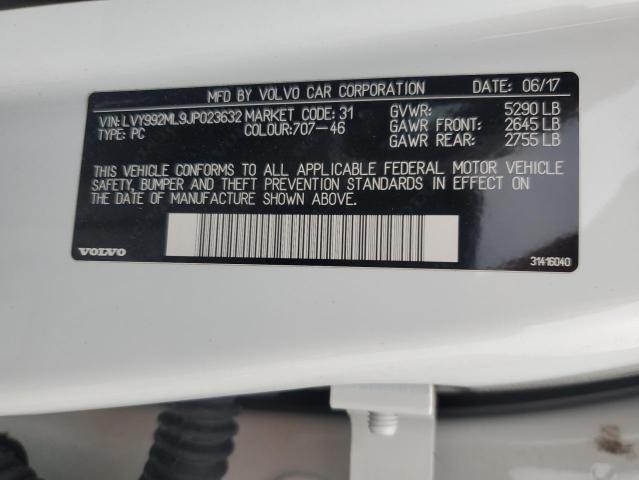 MFD BY VOLVO CAR CORPORATION DATE: 06/17
VIN: LVY992ML9JP023632 MARKET CODE: 31 GVWR: 5290 LB
TYPE: PC COLOUR:707-46 GAWR FRONT: 2645 LB
GAWR REAR: 2755 LB
THIS VEHICLE CONFORMS TO ALL APPLICABLE FEDERAL MOTOR VEHICLE
SAFETY, BUMPER AND THEFT PREVENTION STANDARDS IN EFFECT ON
THE DATE OF MANUFACTURE SHOWN ABOVE.
VOLVO 31416040